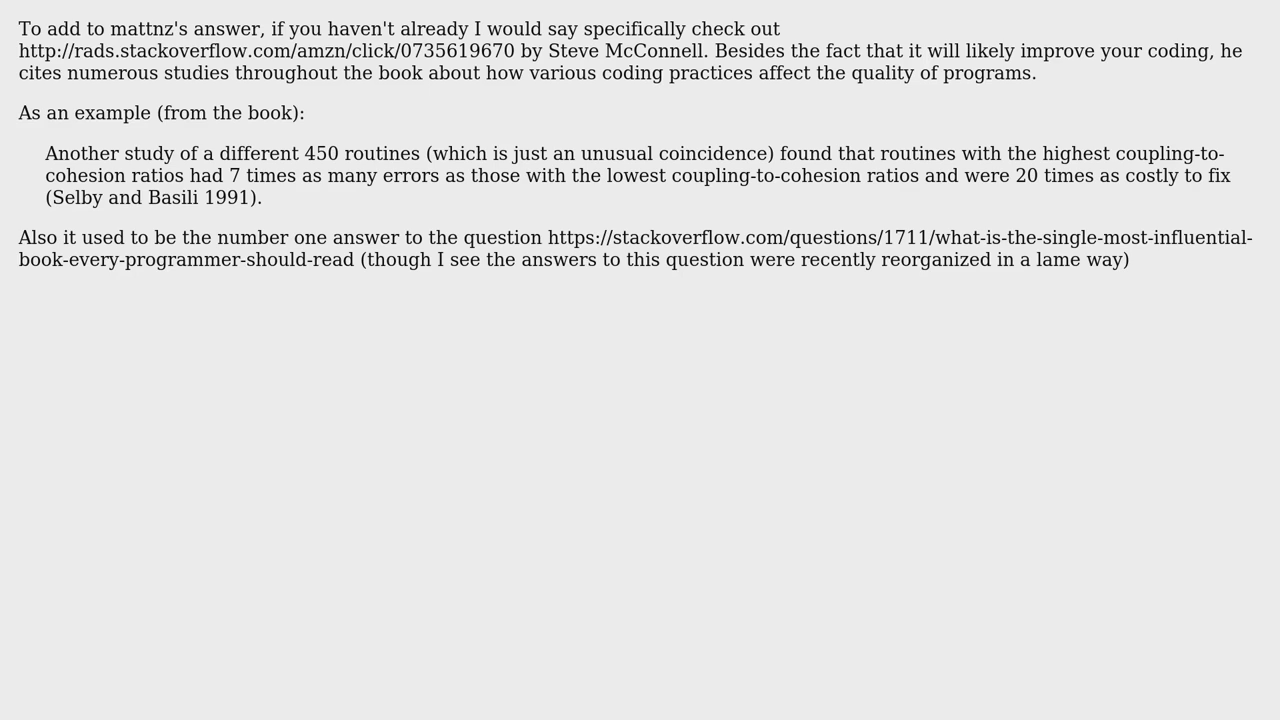 To add to mattnz's answer, if you haven't already I would say specifically check out
http://rads.stackoverflow.com/amzn/click/0735619670 by Steve McConnell. Besides the fact that it will likely improve your coding, he
cites numerous studies throughout the book about how various coding practices affect the quality of programs.
As an example (from the book):
Another study of a different 450 routines (which is just an unusual coincidence) found that routines with the highest coupling-to-
cohesion ratios had 7 times as many errors as those with the lowest coupling-to-cohesion ratios and were 20 times as costly to fix
(Selby and Basili 1991).
Also it used to be the number one answer to the question https://stackoverflow.com/questions/1711/what-is-the-single-most-influential-
book-every-programmer-should-read (though I see the answers to this question were recently reorganized in a lame way)